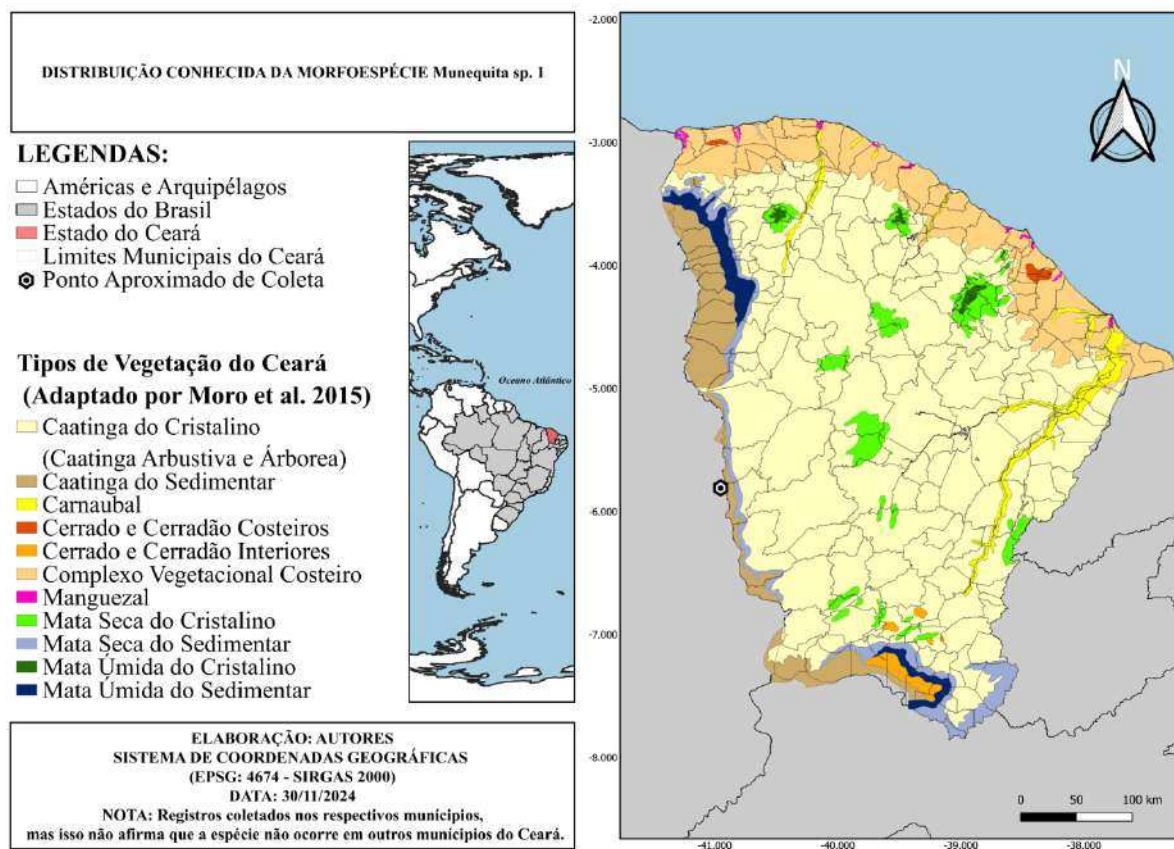 DISTRIBUIÇÃO CONHECIDA DA MORFOESPÉCIE Munequita sp. 1
LEGENDAS:
Américas e Arquipélagos
Estados do Brasil
Estado do Ceará
Limites Municipais do Ceará
Ponto Aproximado de Coleta
Tipos de Vegetação do Ceará
(Adaptado por Moro et al. 2015)
Caatinga do Cristalino
(Caatinga Arbustiva e Árborea)
Caatinga do Sedimentar
Carnaubal
Cerrado e Cerradão Costeiros
Cerrado e Cerradão Interiores
Complexo Vegetacional Costeiro
Manguezal
Mata Seca do Cristalino
Mata Seca do Sedimentar
Mata Úmida do Cristalino
Mata Úmida do Sedimentar
Oceano Atlântico
ELABORAÇÃO: AUTORES
SISTEMA DE COORDENADAS GEOGRÁFICAS
(EPSG: 4674 - SIRGAS 2000)
DATA: 30/11/2024
NOTA: Registros coletados nos respectivos municípios,
mas isso não afirma que a espécie não ocorre em outros municípios do Ceará.
-2.000
-3.000
-4.000
-5.000
-6.000
-7.000
-8.000
N
0 50 100 km
-41.000 -40.000 -39.000 -38.000